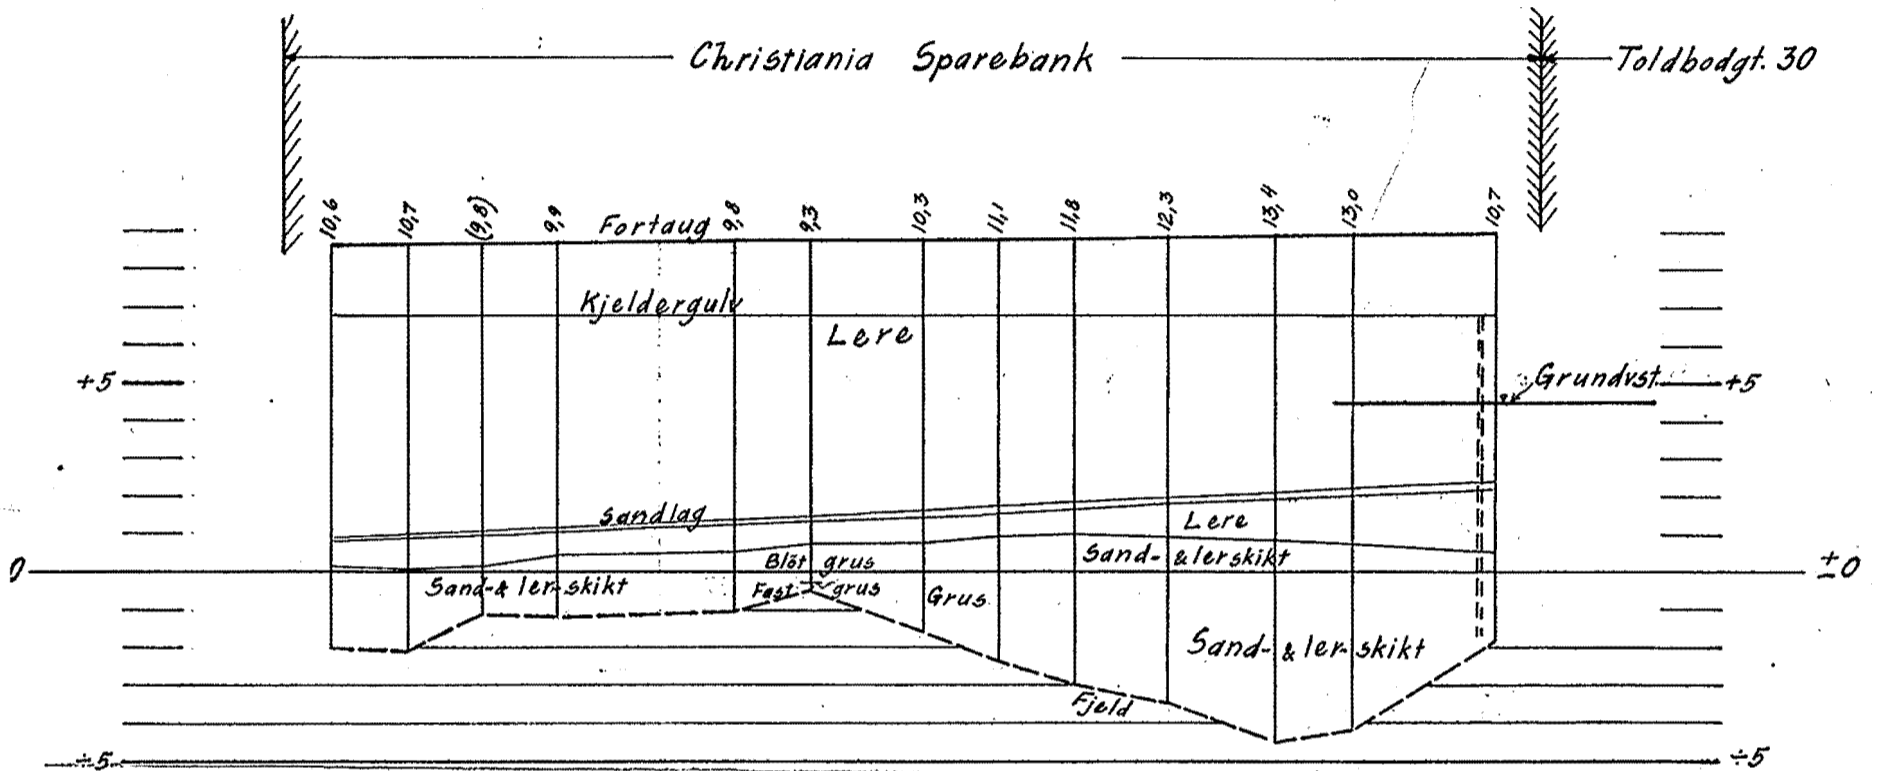 Christiania Sparebank
Toldbodgt. 30
10,6 10,7 (9,8) 9,9 9,8 9,3 10,3 11,1 11,8 12,3 13,4 13,0 10,7
Fortaug
Kjeldergulv
Lere
+5
Grundvst.
+5
Sandlag
Lere
Blöt grus
Sand- & lerskikt
0
±0
Sand- & ler-skikt
Fast grus
Grus
Sand- & ler-skikt
Fjeld
÷5
÷5